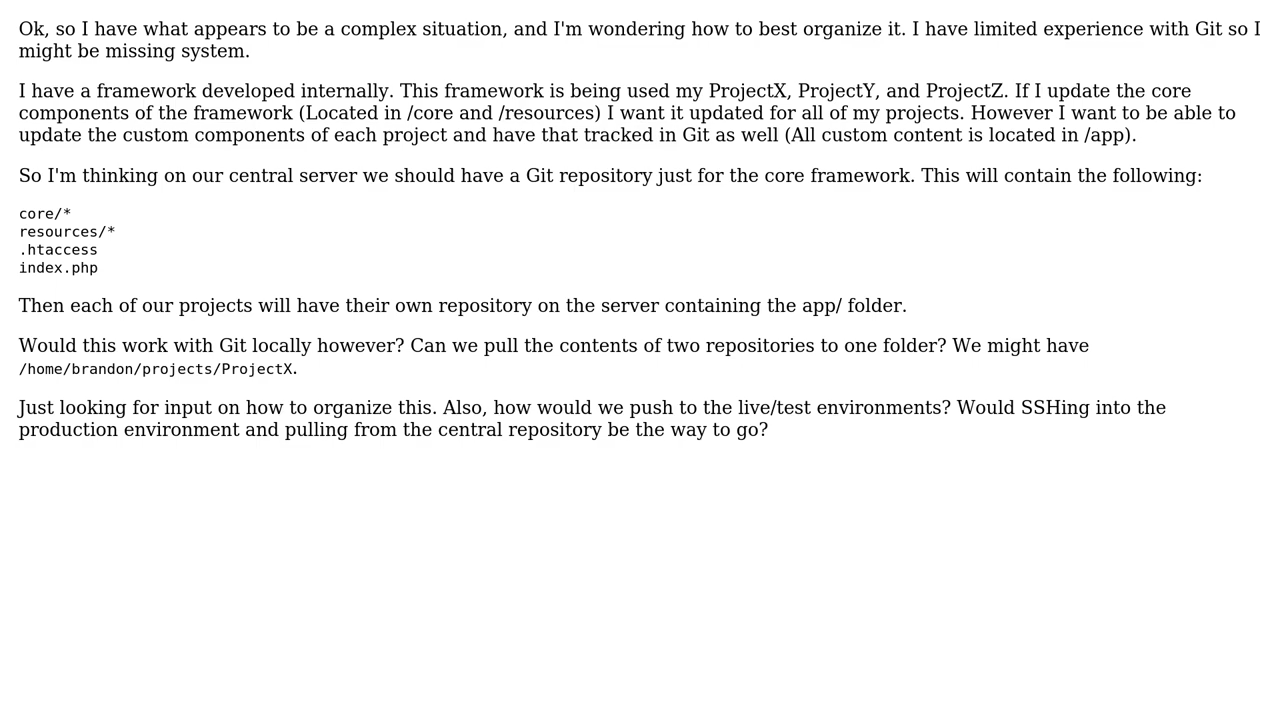 Ok, so I have what appears to be a complex situation, and I'm wondering how to best organize it. I have limited experience with Git so I
might be missing system.
I have a framework developed internally. This framework is being used my ProjectX, ProjectY, and ProjectZ. If I update the core
components of the framework (Located in /core and /resources) I want it updated for all of my projects. However I want to be able to
update the custom components of each project and have that tracked in Git as well (All custom content is located in /app).
So I'm thinking on our central server we should have a Git repository just for the core framework. This will contain the following:
core/*
resources/*
.htaccess
index.php
Then each of our projects will have their own repository on the server containing the app/ folder.
Would this work with Git locally however? Can we pull the contents of two repositories to one folder? We might have
/home/brandon/projects/ProjectX.
Just looking for input on how to organize this. Also, how would we push to the live/test environments? Would SSHing into the
production environment and pulling from the central repository be the way to go?